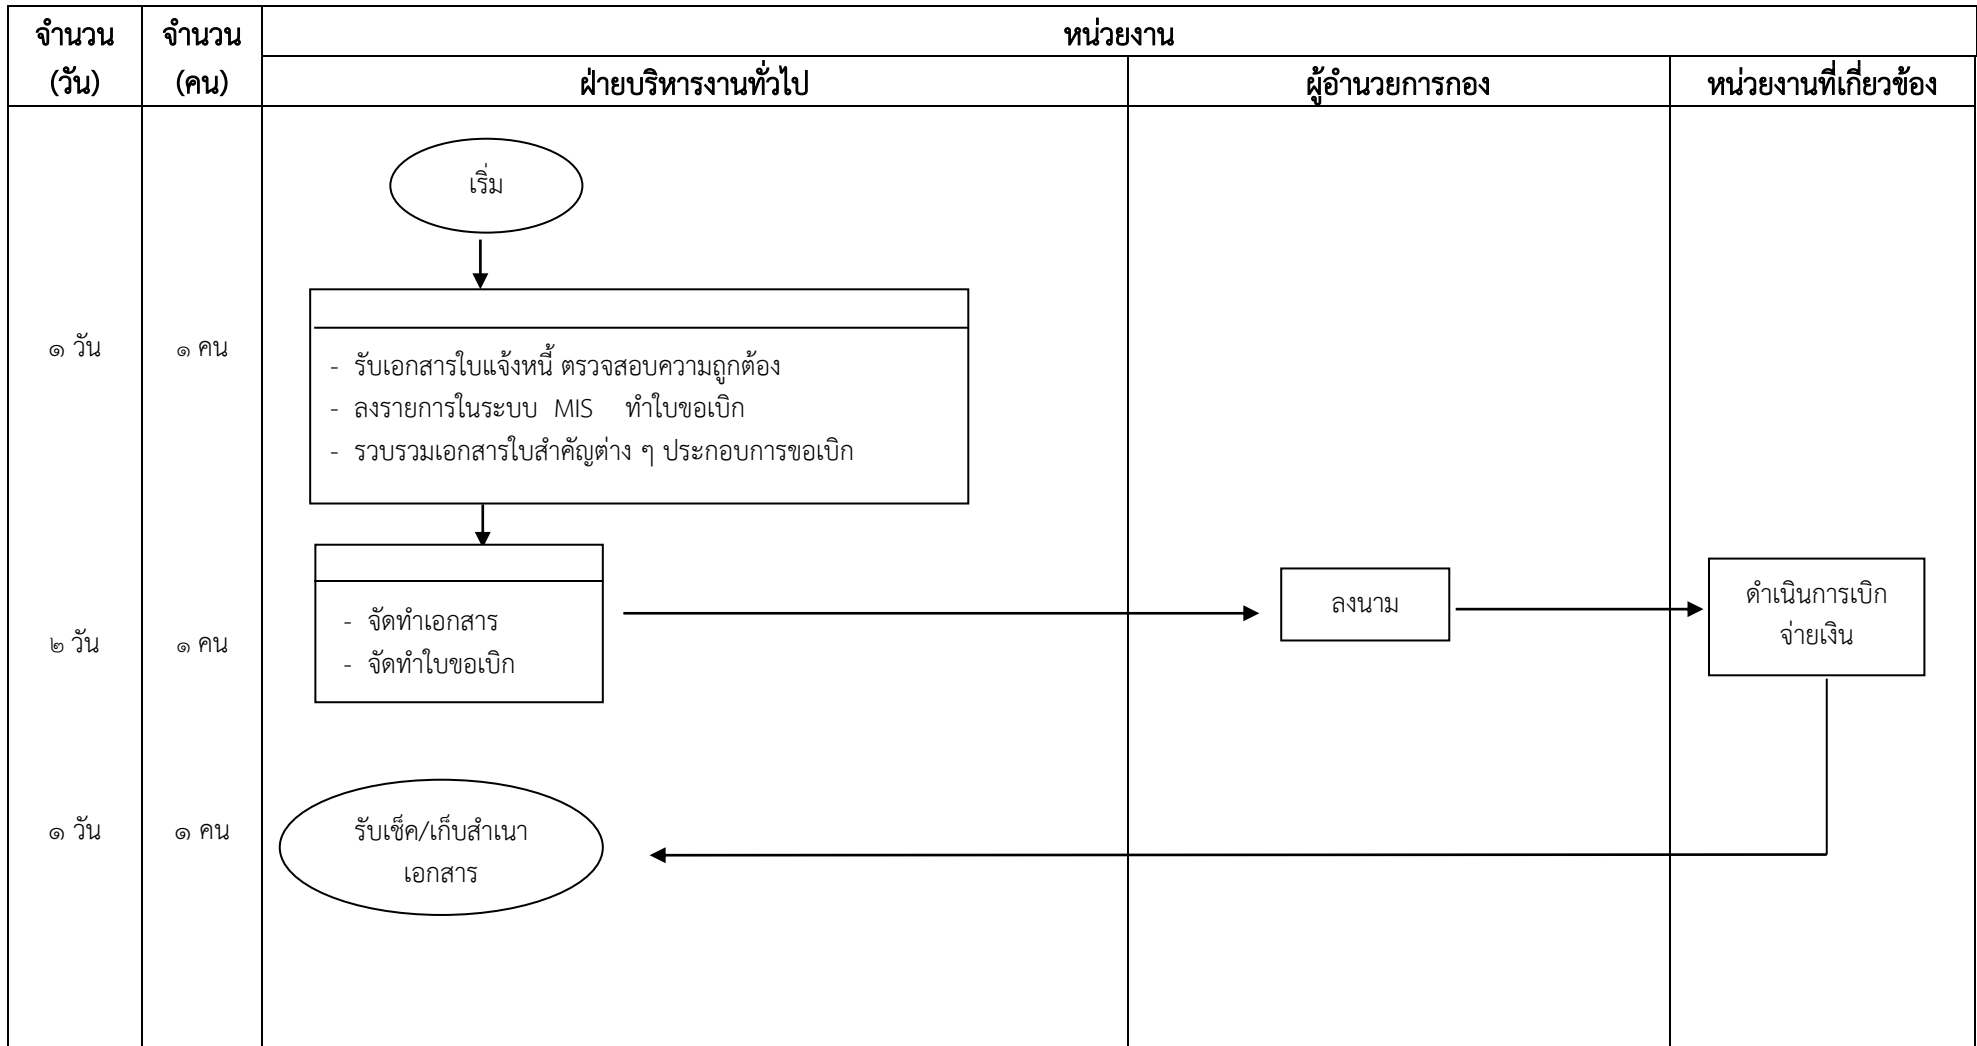 จำนวน
(วัน)
จำนวน
(คน)
หน่วยงาน
ฝ่ายบริหารงานทั่วไป
ผู้อำนวยการกอง
หน่วยงานที่เกี่ยวข้อง
เริ่ม
๑ วัน
๑ คน
- รับเอกสารใบแจ้งหนี้ ตรวจสอบความถูกต้อง
- ลงรายการในระบบ MIS ทำใบขอเบิก
- รวบรวมเอกสารใบสำคัญต่าง ๆ ประกอบการขอเบิก
๒ วัน
๑ คน
- จัดทำเอกสาร
- จัดทำใบขอเบิก
ลงนาม
ดำเนินการเบิก
จ่ายเงิน
๑ วัน
๑ คน
รับเช็ค/เก็บสำเนา
เอกสาร